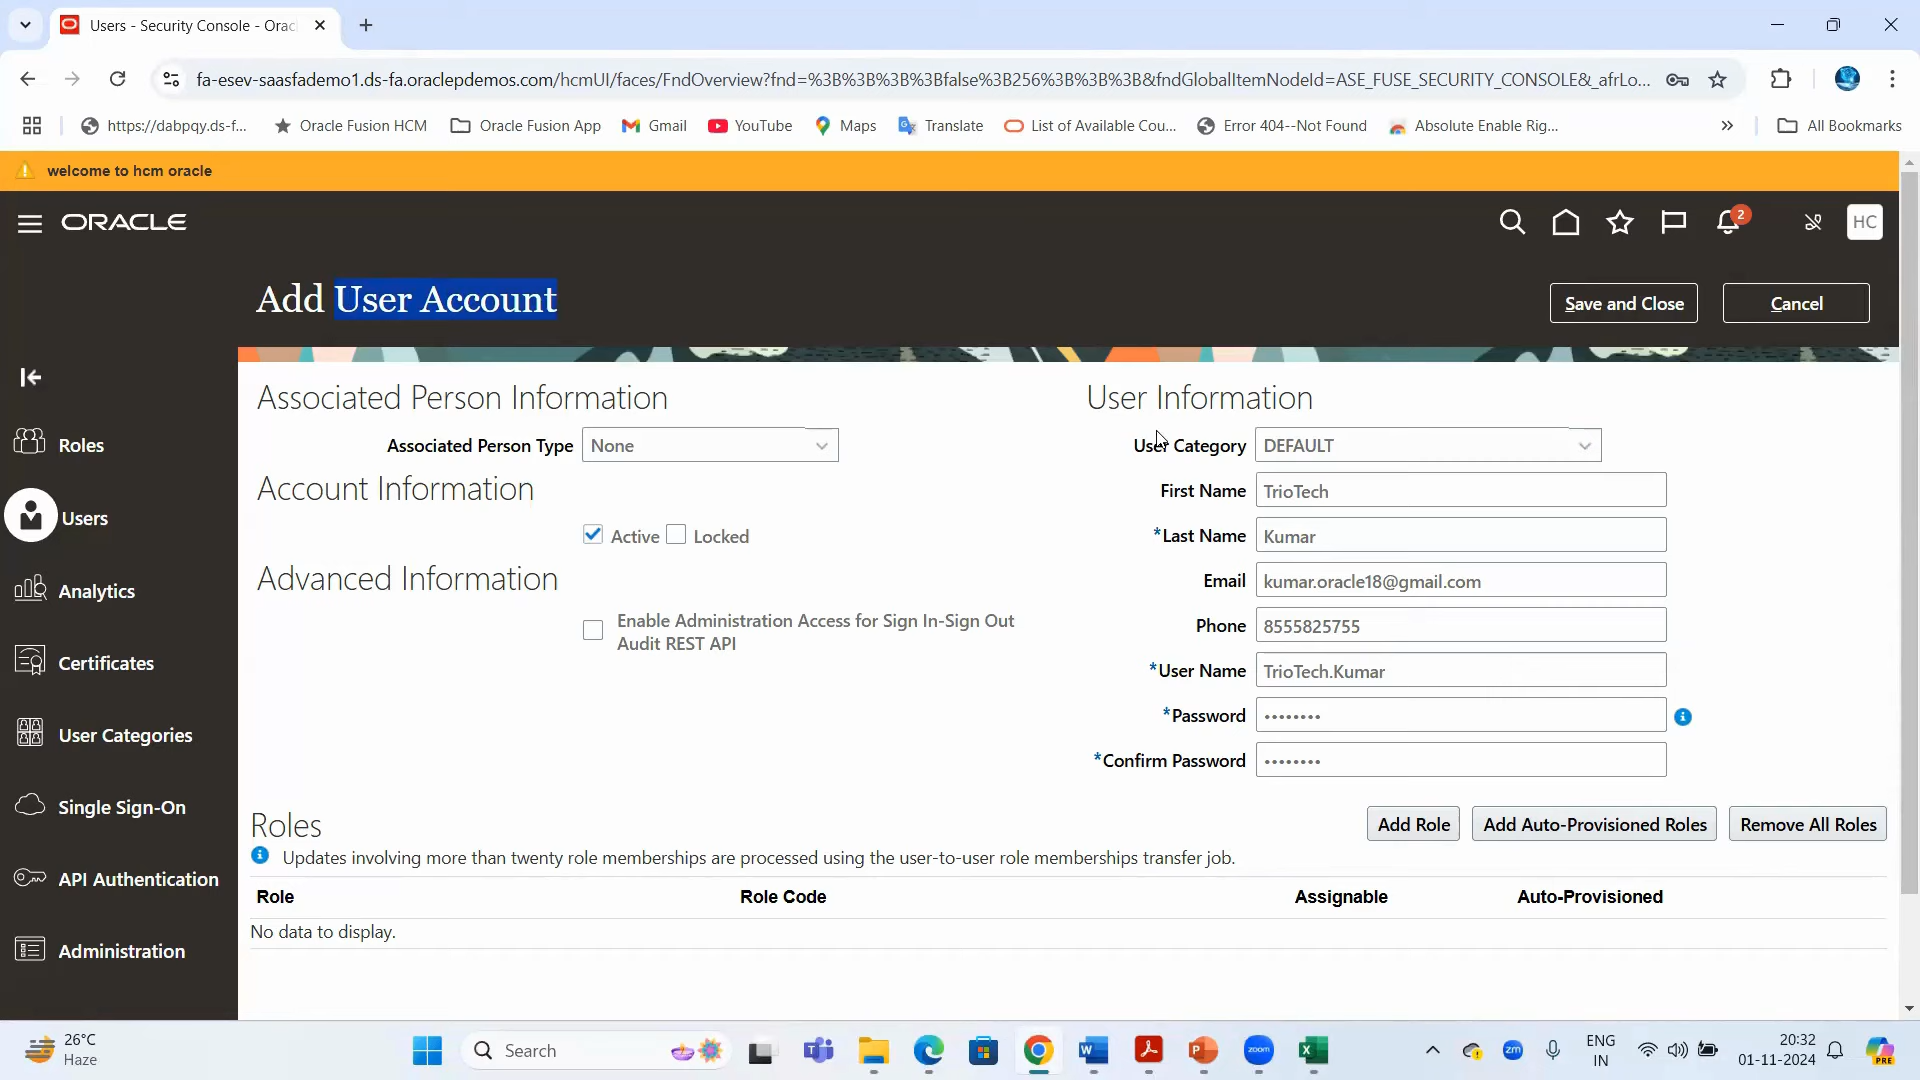 Users - Security Console - Orac
fa-esev-saasfademo1.ds-fa.oraclepdemos.com/hcmUI/faces/FndOverview?fnd=%3B%3B%3B%3Bfalse%3B256%3B%3B%3B&fndGlobalItemNodeId=ASE_FUSE_SECURITY_CONSOLE&_afrLo...
https://dabpqy.ds-f...
Oracle Fusion HCM
Oracle Fusion App
Gmail
YouTube
Maps
Translate
List of Available Cou...
Error 404--Not Found
Absolute Enable Rig...
All Bookmarks
welcome to hcm oracle
ORACLE
2
HC
Add User Account
Save and Close
Cancel
Roles
Users
Analytics
Certificates
User Categories
Single Sign-On
API Authentication
Administration
Associated Person Information
Associated Person Type None
Account Information
Active Locked
Advanced Information
Enable Administration Access for Sign In-Sign Out
Audit REST API
User Information
User Category DEFAULT
First Name TrioTech
*Last Name Kumar
Email kumar.oracle18@gmail.com
Phone 8555825755
*User Name TrioTech.Kumar
*Password ••••••••
*Confirm Password ••••••••
Roles
Add Role
Add Auto-Provisioned Roles
Remove All Roles
Updates involving more than twenty role memberships are processed using the user-to-user role memberships transfer job.
Role Role Code Assignable Auto-Provisioned
No data to display.
26°C
Haze
Search
zoom
zm
ENG
IN
20:32
01-11-2024
PRE